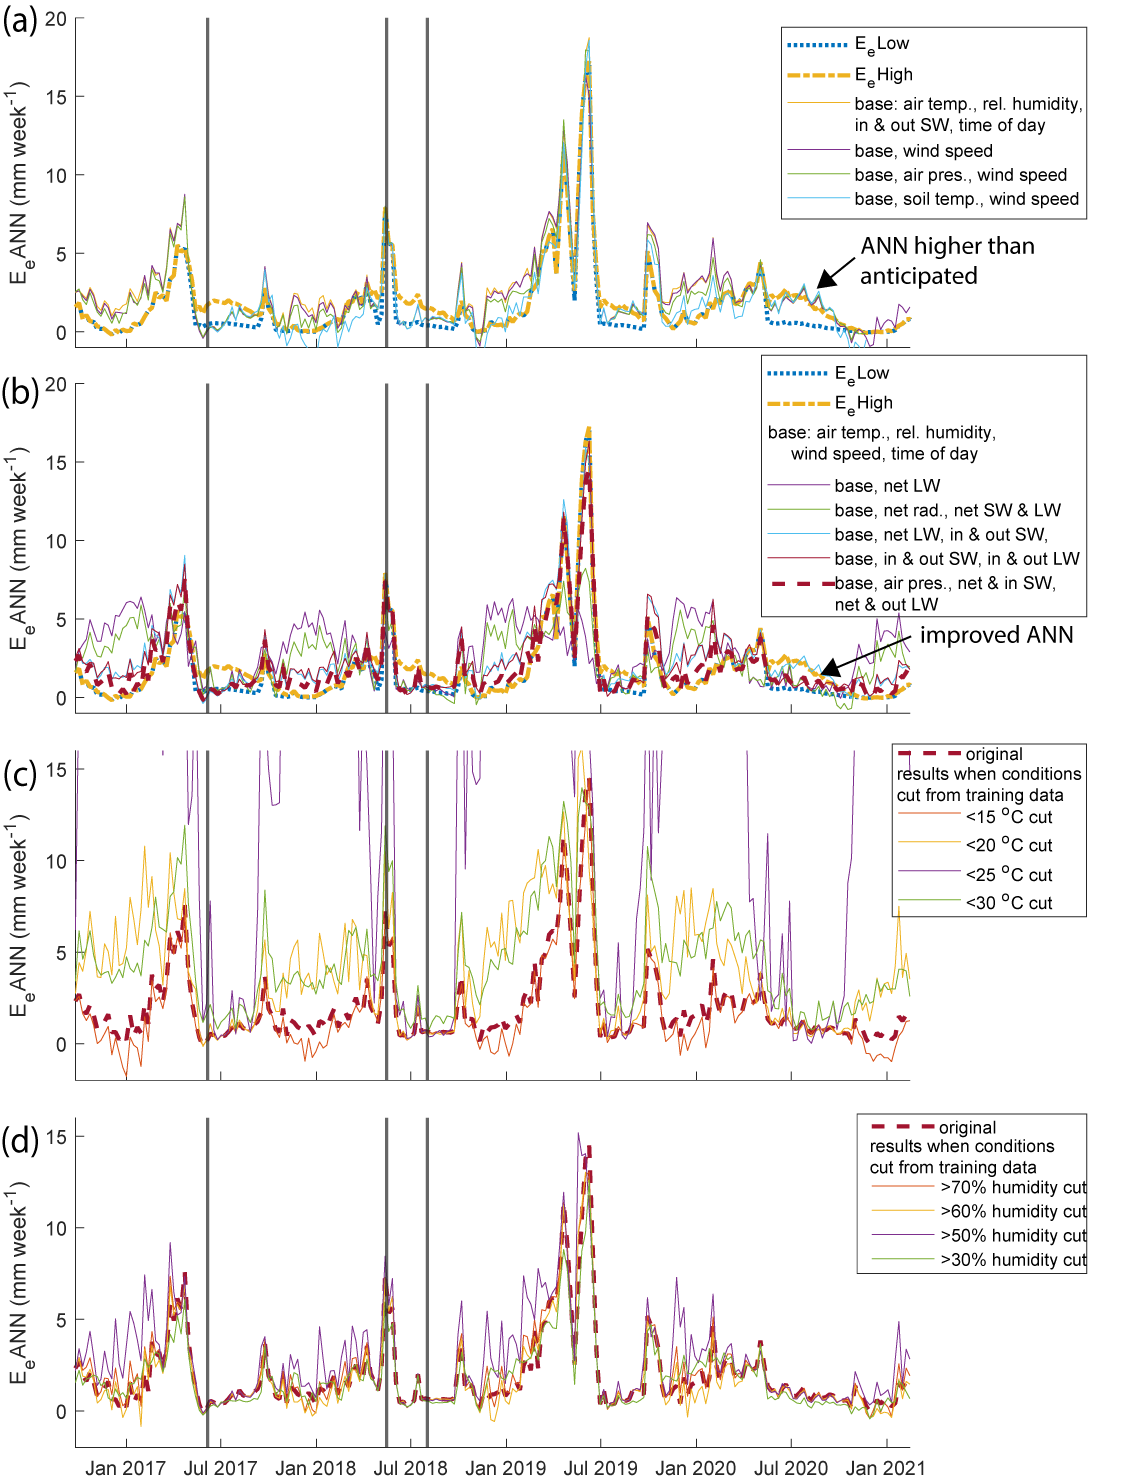 (a)
20
15
10
5
0
Ee ANN (mm week-1)
EeLow
EeHigh
base: air temp., rel. humidity,
in & out SW, time of day
base, wind speed
base, air pres., wind speed
base, soil temp., wind speed
ANN higher than
anticipated
(b)
20
15
10
5
0
Ee ANN (mm week-1)
EeLow
EeHigh
base: air temp., rel. humidity,
wind speed, time of day
base, net LW
base, net rad., net SW & LW
base, net LW, in & out SW,
base, in & out SW, in & out LW
base, air pres., net & in SW,
net & out LW
improved ANN
(c)
15
10
5
0
Ee ANN (mm week-1)
original
results when conditions
cut from training data
<15 °C cut
<20 °C cut
<25 °C cut
<30 °C cut
(d)
15
10
5
0
Ee ANN (mm week-1)
original
results when conditions
cut from training data
>70% humidity cut
>60% humidity cut
>50% humidity cut
>30% humidity cut
Jan 2017 Jul 2017 Jan 2018 Jul 2018 Jan 2019 Jul 2019 Jan 2020 Jul 2020 Jan 2021